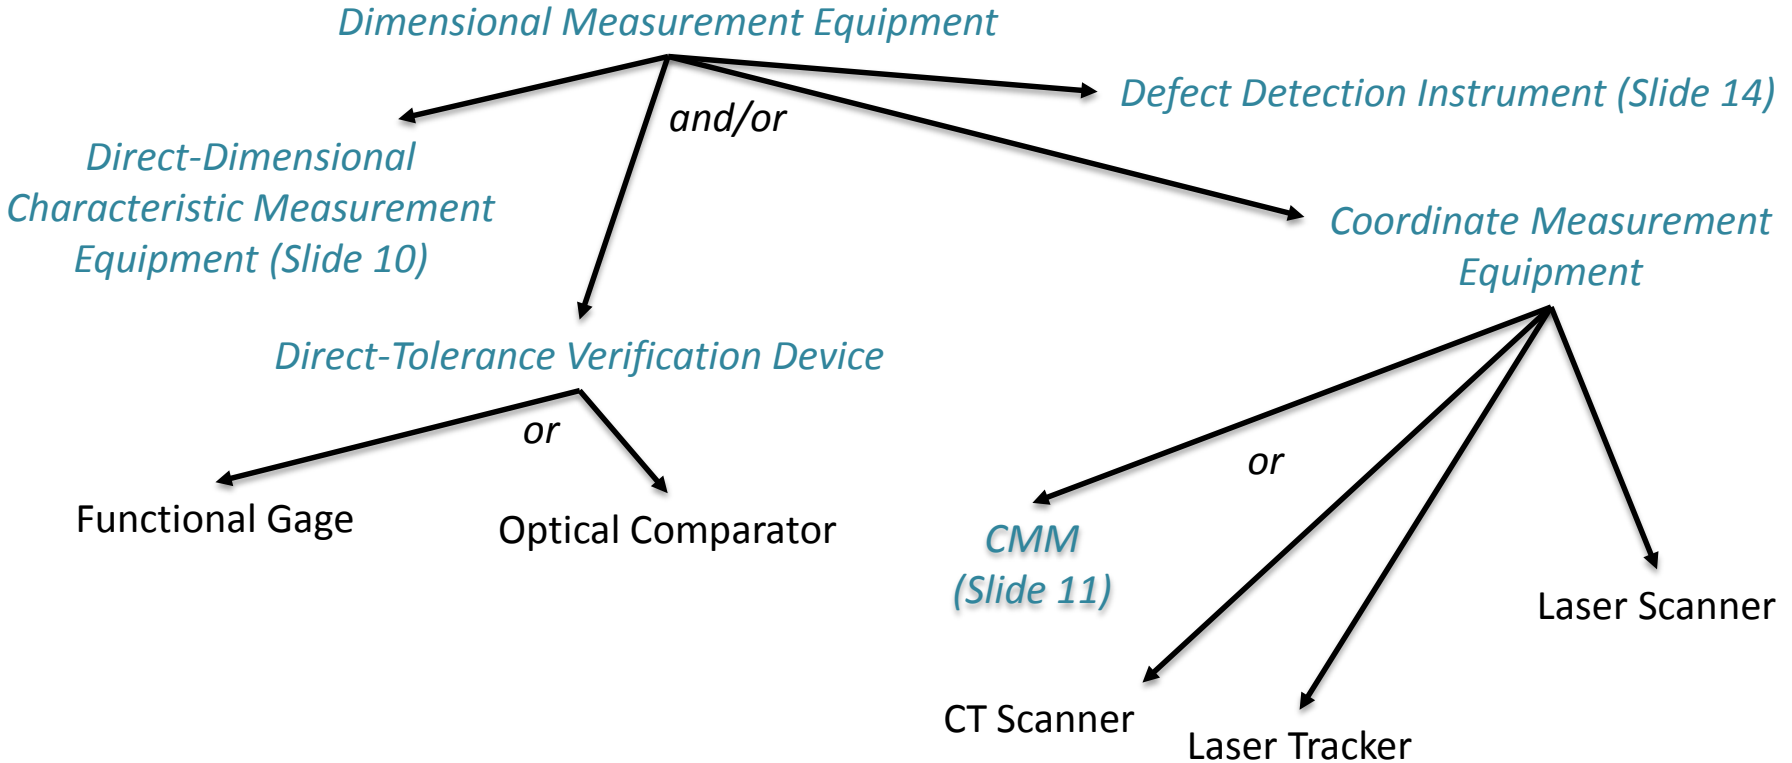 Dimensional Measurement Equipment
Defect Detection Instrument (Slide 14)
and/or
Direct-Dimensional
Characteristic Measurement
Equipment (Slide 10)
Coordinate Measurement
Equipment
Direct-Tolerance Verification Device
or
or
Functional Gage
Optical Comparator
CMM
(Slide 11)
Laser Scanner
CT Scanner
Laser Tracker